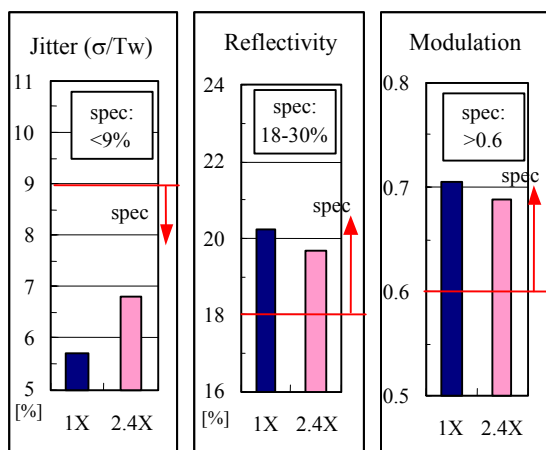 Jitter (σ/Tw)
11
10
9
8
7
6
5
[%]
spec:
<9%
spec
1X 2.4X
Reflectivity
24
22
20
18
16
[%]
spec:
18-30%
spec
1X 2.4X
Modulation
0.8
0.7
0.6
0.5
spec:
>0.6
spec
1X 2.4X